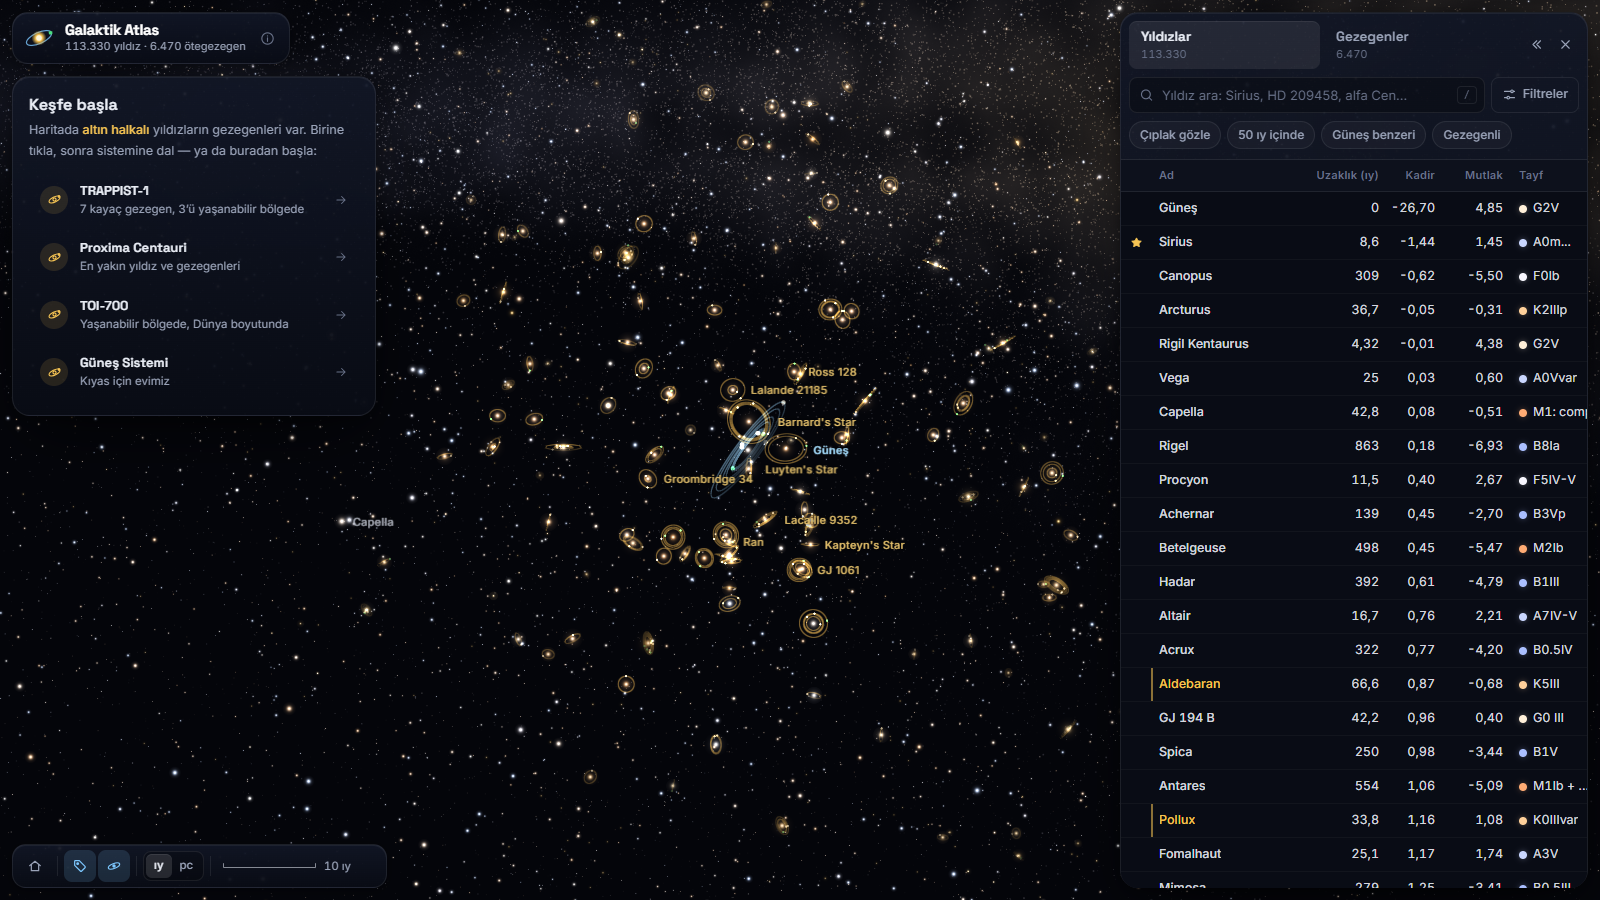 Galaktik Atlas
113.330 yıldız · 6.470 ötegezegen
Keşfe başla
Haritada altın halkalı yıldızların gezegenleri var. Birine
tıkla, sonra sistemine dal — ya da buradan başla:
TRAPPIST-1
7 kayaç gezegen, 3'ü yaşanabilir bölgede
Proxima Centauri
En yakın yıldız ve gezegenleri
TOI-700
Yaşanabilir bölgede, Dünya boyutunda
Güneş Sistemi
Kıyas için evimiz
Ross 128
Lalande 21185
Barnard's Star
Güneş
Luyten's Star
Groombridge 34
Capella
Lacaille 9352
Ran
Kapteyn's Star
GJ 1061
ıy pc 10 ıy
Yıldızlar
113.330
Gezegenler
6.470
Yıldız ara: Sirius, HD 209458, alfa Cen... / Filtreler
Çıplak gözle 50 ıy içinde Güneş benzeri Gezegenli
Ad Uzaklık (ıy) Kadir Mutlak Tayf
Güneş 0 -26,70 4,85 G2V
Sirius 8,6 -1,44 1,45 A0m...
Canopus 309 -0,62 -5,50 F0Ib
Arcturus 36,7 -0,05 -0,31 K2IIIp
Rigil Kentaurus 4,32 -0,01 4,38 G2V
Vega 25 0,03 0,60 A0Vvar
Capella 42,8 0,08 -0,51 M1: comp
Rigel 863 0,18 -6,93 B8Ia
Procyon 11,5 0,40 2,67 F5IV-V
Achernar 139 0,45 -2,70 B3Vp
Betelgeuse 498 0,45 -5,47 M2Ib
Hadar 392 0,61 -4,79 B1III
Altair 16,7 0,76 2,21 A7IV-V
Acrux 322 0,77 -4,20 B0.5IV
Aldebaran 66,6 0,87 -0,68 K5III
GJ 194 B 42,2 0,96 0,40 G0 III
Spica 250 0,98 -3,44 B1V
Antares 554 1,06 -5,09 M1Ib + ...
Pollux 33,8 1,16 1,08 K0IIIvar
Fomalhaut 25,1 1,17 1,74 A3V
Mimosa 279 1,25 -3,41 B0.5III